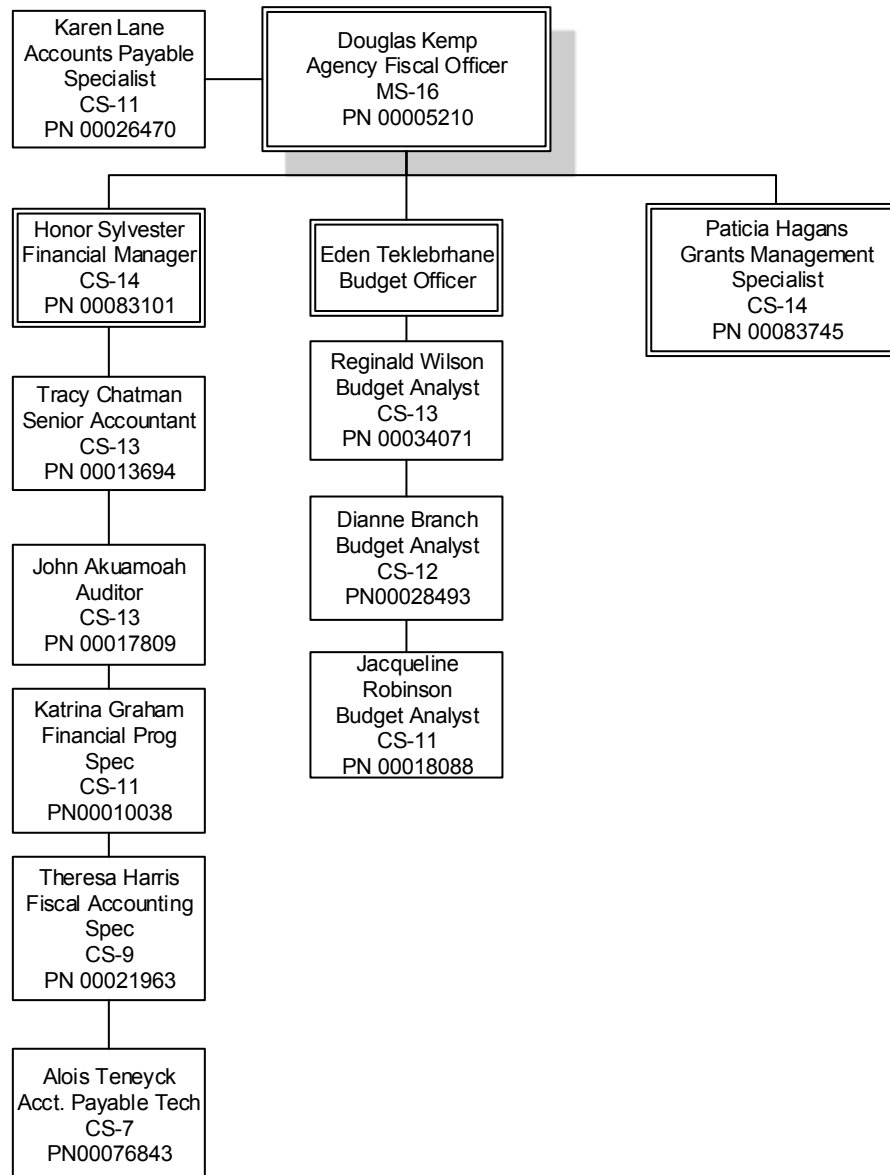 Karen Lane
Accounts Payable
Specialist
CS-11
PN 00026470
Douglas Kemp
Agency Fiscal Officer
MS-16
PN 00005210
Honor Sylvester
Financial Manager
CS-14
PN 00083101
Eden Teklebrhane
Budget Officer
Paticia Hagans
Grants Management
Specialist
CS-14
PN 00083745
Tracy Chatman
Senior Accountant
CS-13
PN 00013694
John Akuamoah
Auditor
CS-13
PN 00017809
Katrina Graham
Financial Prog
Spec
CS-11
PN00010038
Theresa Harris
Fiscal Accounting
Spec
CS-9
PN 00021963
Alois Teneyck
Acct. Payable Tech
CS-7
PN00076843
Reginald Wilson
Budget Analyst
CS-13
PN 00034071
Dianne Branch
Budget Analyst
CS-12
PN00028493
Jacqueline
Robinson
Budget Analyst
CS-11
PN 00018088